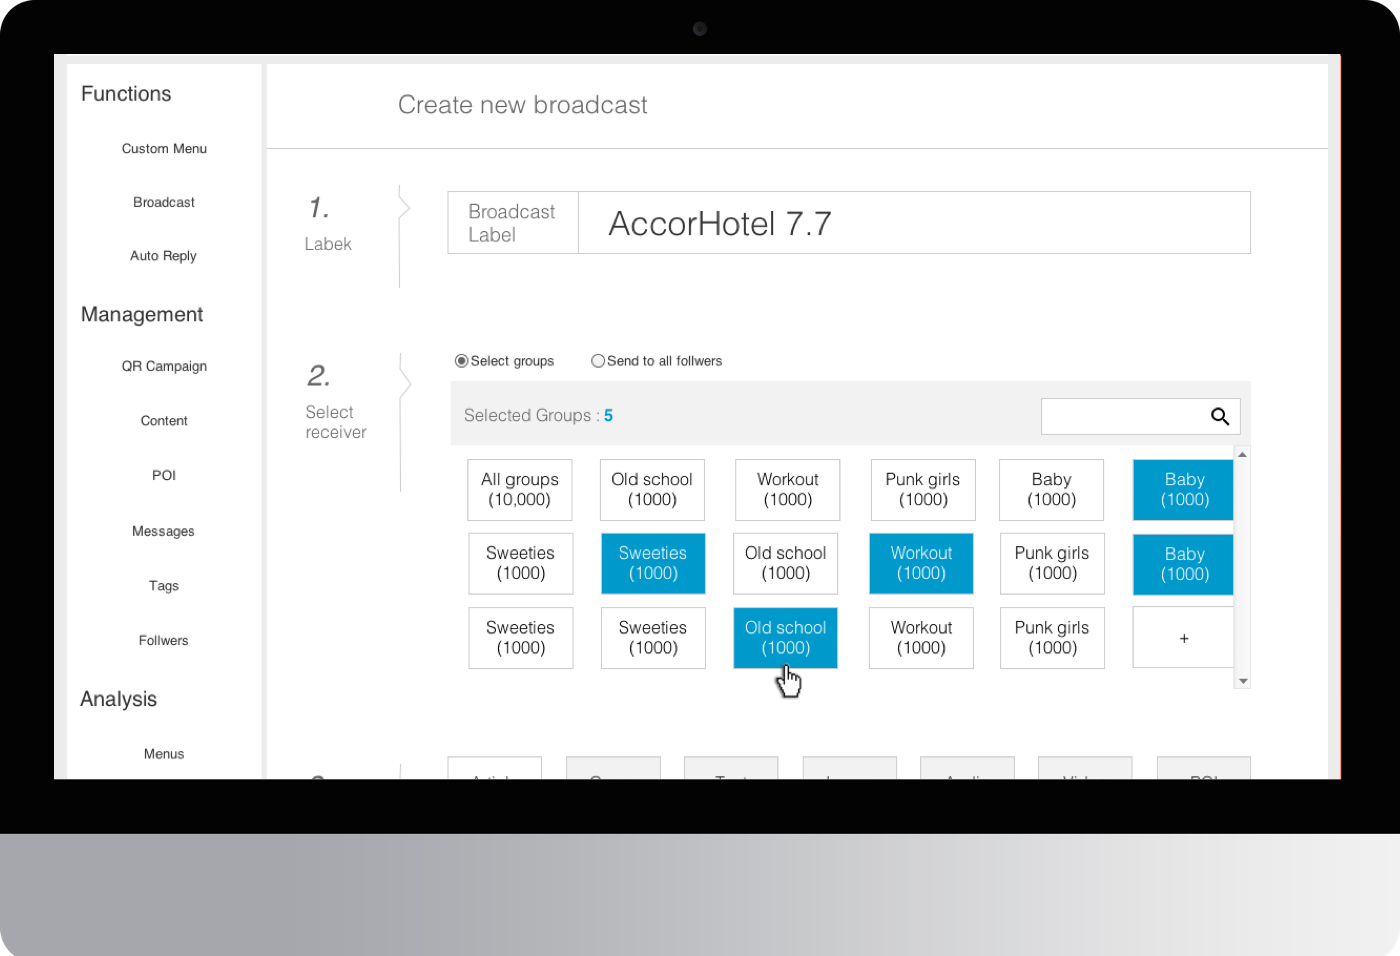 Functions
Custom Menu
Broadcast
Auto Reply
Management
QR Campaign
Content
POI
Messages
Tags
Follwers
Analysis
Menus
Create new broadcast
1.
Labek
Broadcast
Label
AccorHotel 7.7
2.
Select
receiver
Select groups
Send to all follwers
Selected Groups : 5
All groups
(10,000)
Old school
(1000)
Workout
(1000)
Punk girls
(1000)
Baby
(1000)
Baby
(1000)
Sweeties
(1000)
Sweeties
(1000)
Old school
(1000)
Workout
(1000)
Punk girls
(1000)
Baby
(1000)
Sweeties
(1000)
Sweeties
(1000)
Old school
(1000)
Workout
(1000)
Punk girls
(1000)
+